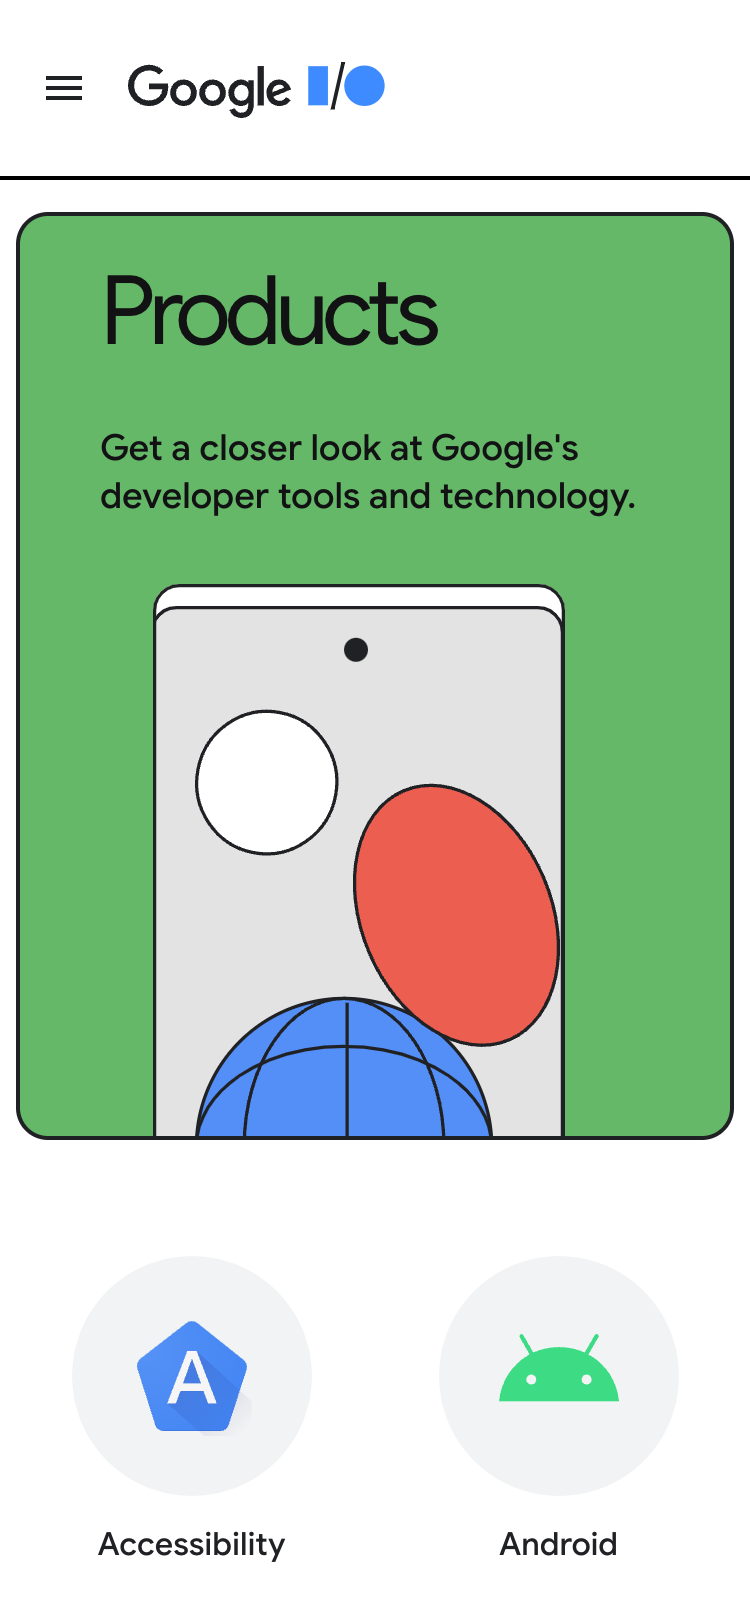 Google I/O
Products
Get a closer look at Google's
developer tools and technology.
A
Accessibility
Android